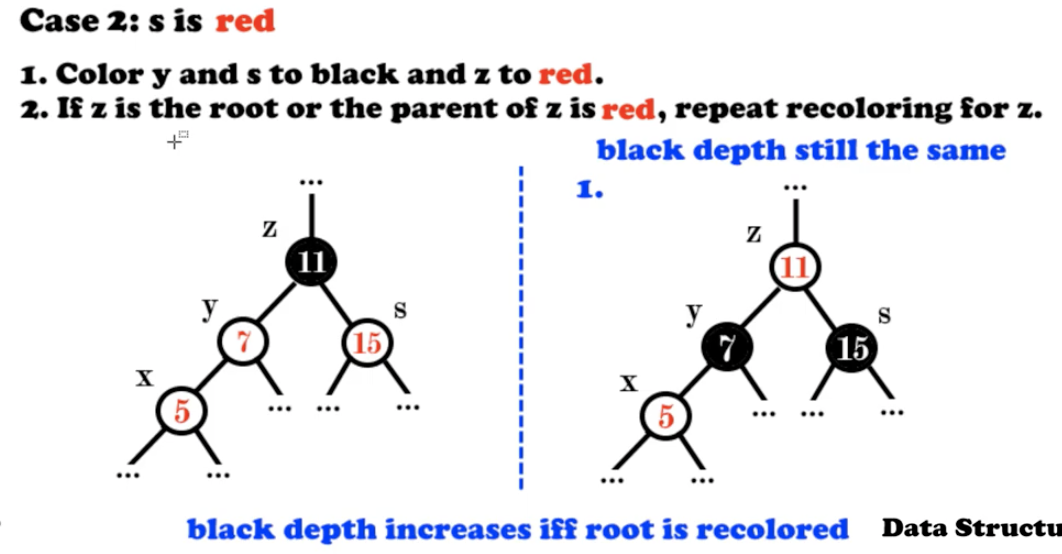 Case 2: s is red
1. Color y and s to black and z to red.
2. If z is the root or the parent of z is red, repeat recoloring for z.
black depth still the same
1.
...
z
11
y
s
7
15
x
5
...
...
...
...
...
...
z
11
y
s
7
15
x
5
...
...
...
...
...
black depth increases iff root is recolored
Data Structu